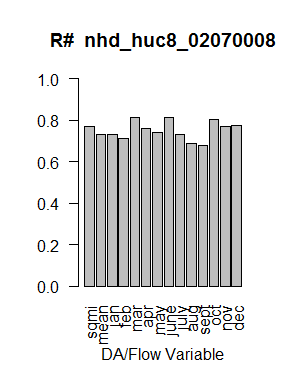 R#  nhd_huc8_02070008
1.0
0.8
0.6
0.4
0.2
0.0
sqmi
mean
jan
feb
mar
apr
may
june
july
aug
sept
oct
nov
dec
DA/Flow Variable